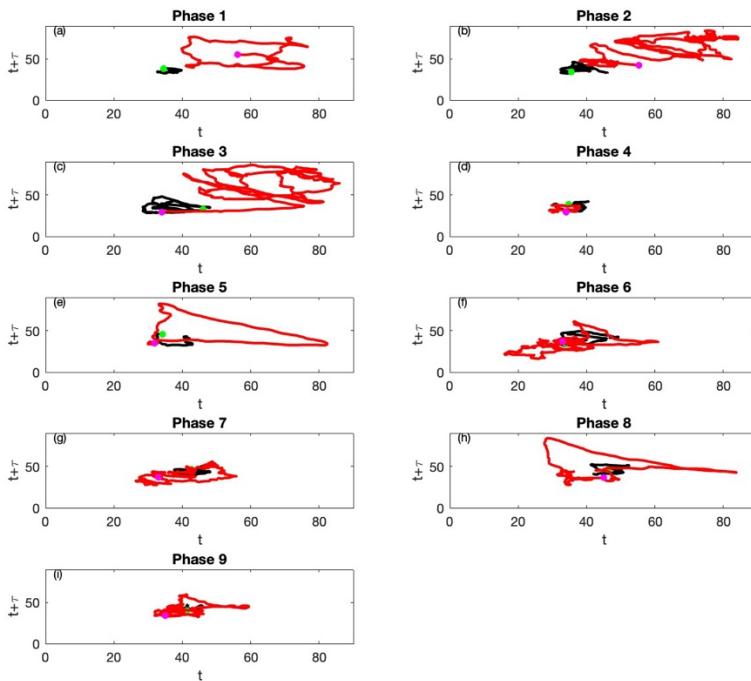 Phase 1
(a)
100
50
0
t+τ
0 20 40 60 80
t
Phase 2
(b)
50
0
t+τ
0 20 40 60 80
t
Phase 3
(c)
50
0
t+τ
0 20 40 60 80
t
Phase 4
(d)
50
0
t+τ
0 20 40 60 80
t
Phase 5
(e)
50
0
t+τ
0 20 40 60 80
t
Phase 6
(f)
50
0
t+τ
0 20 40 60 80
t
Phase 7
(g)
50
0
t+τ
0 20 40 60 80
t
Phase 8
(h)
50
0
t+τ
0 20 40 60 80
t
Phase 9
(i)
50
0
t+τ
0 20 40 60 80
t